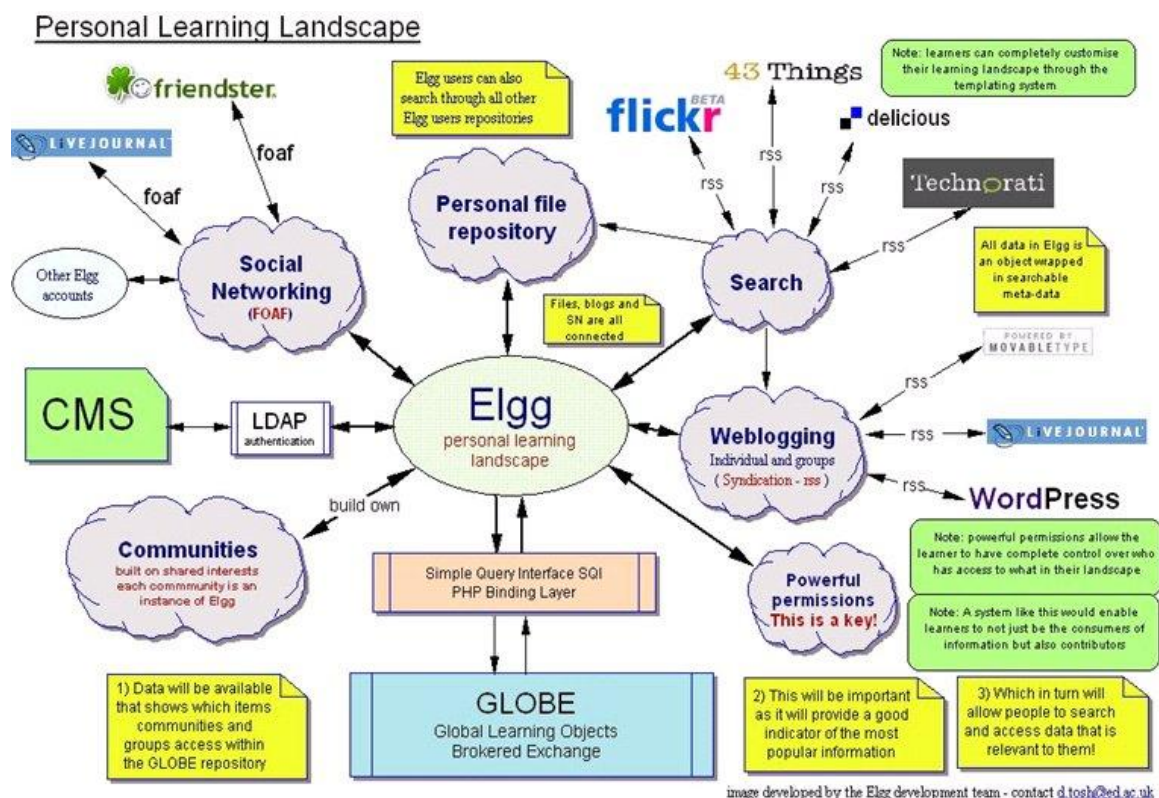 Personal Learning Landscape
friendster.
LiVEJOURNAL
foaf
foaf
Other Elgg
accounts
Social
Networking
(FOAF)
Elgg users can also
search through all other
Elgg users repositories
Personal file
repository
43 Things
flickr BETA
delicious
Note: learners can completely customise
their learning landscape through the
templating system
rss
rss
rss
Technorati
rss
Search
All data in Elgg is
an object wrapped
in searchable
meta-data
Files, blogs and
SN are all
connected
POWERED BY
MOVABLETYPE
rss
CMS
LDAP
authentication
Elgg
personal learning
landscape
Weblogging
Individual and groups
( Syndication - rss )
rss
LiVEJOURNAL
rss
WordPress
build own
Communities
built on shared interests
each commmunity is an
instance of Elgg
Simple Query Interface SQI
PHP Binding Layer
Powerful
permissions
This is a key!
Note: powerful permissions allow the
learner to have complete control over who
has access to what in their landscape
Note: A system like this would enable
learners to not just be the consumers of
information but also contributors
1) Data will be available
that shows which items
communities and
groups access within
the GLOBE repository
GLOBE
Global Learning Objects
Brokered Exchange
2) This will be important
as it will provide a good
indicator of the most
popular information
3) Which in turn will
allow people to search
and access data that is
relevant to them!
image developed by the Elgg development team - contact d.tosh@ed.ac.uk